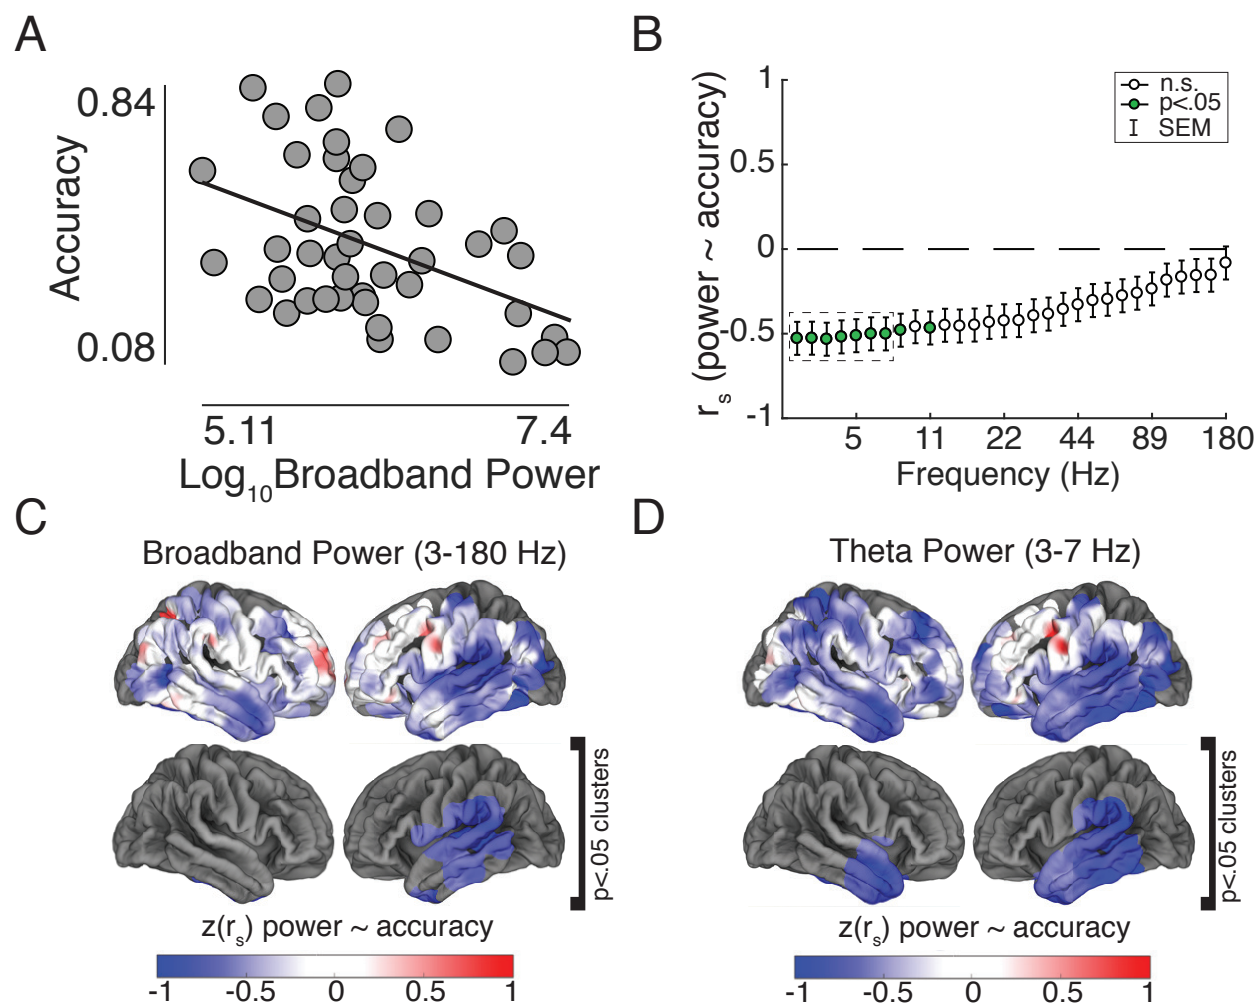 A
0.84
Accuracy
0.08
5.11 7.4
Log10Broadband Power
B
rs (power ~ accuracy)
1
0.5
0
-0.5
-1
n.s.
p<.05
SEM
5 11 22 44 89 180
Frequency (Hz)
C
Broadband Power (3-180 Hz)
p<.05 clusters
z(rs) power ~ accuracy
-1 -0.5 0 0.5 1
D
Theta Power (3-7 Hz)
p<.05 clusters
z(rs) power ~ accuracy
-1 -0.5 0 0.5 1